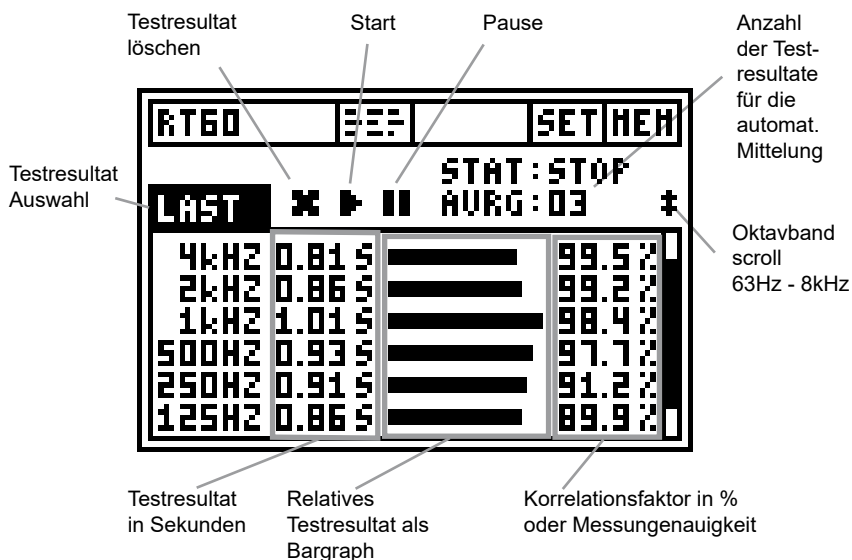 Testresultat
löschen
Start
Pause
Anzahl
der Test-
resultate
für die
automat.
Mittelung
RT60
SET MEM
Testresultat
Auswahl
STAT:STOP
LAST
AVRG:03
Oktavband
scroll
63Hz - 8kHz
4kHZ 0.81 S 99.5%
2kHZ 0.86 S 99.2%
1kHZ 1.01 S 98.4%
500HZ 0.93 S 97.7%
250HZ 0.91 S 91.2%
125HZ 0.86 S 89.9%
Testresultat
in Sekunden
Relatives
Testresultat als
Bargraph
Korrelationsfaktor in %
oder Messungenauigkeit